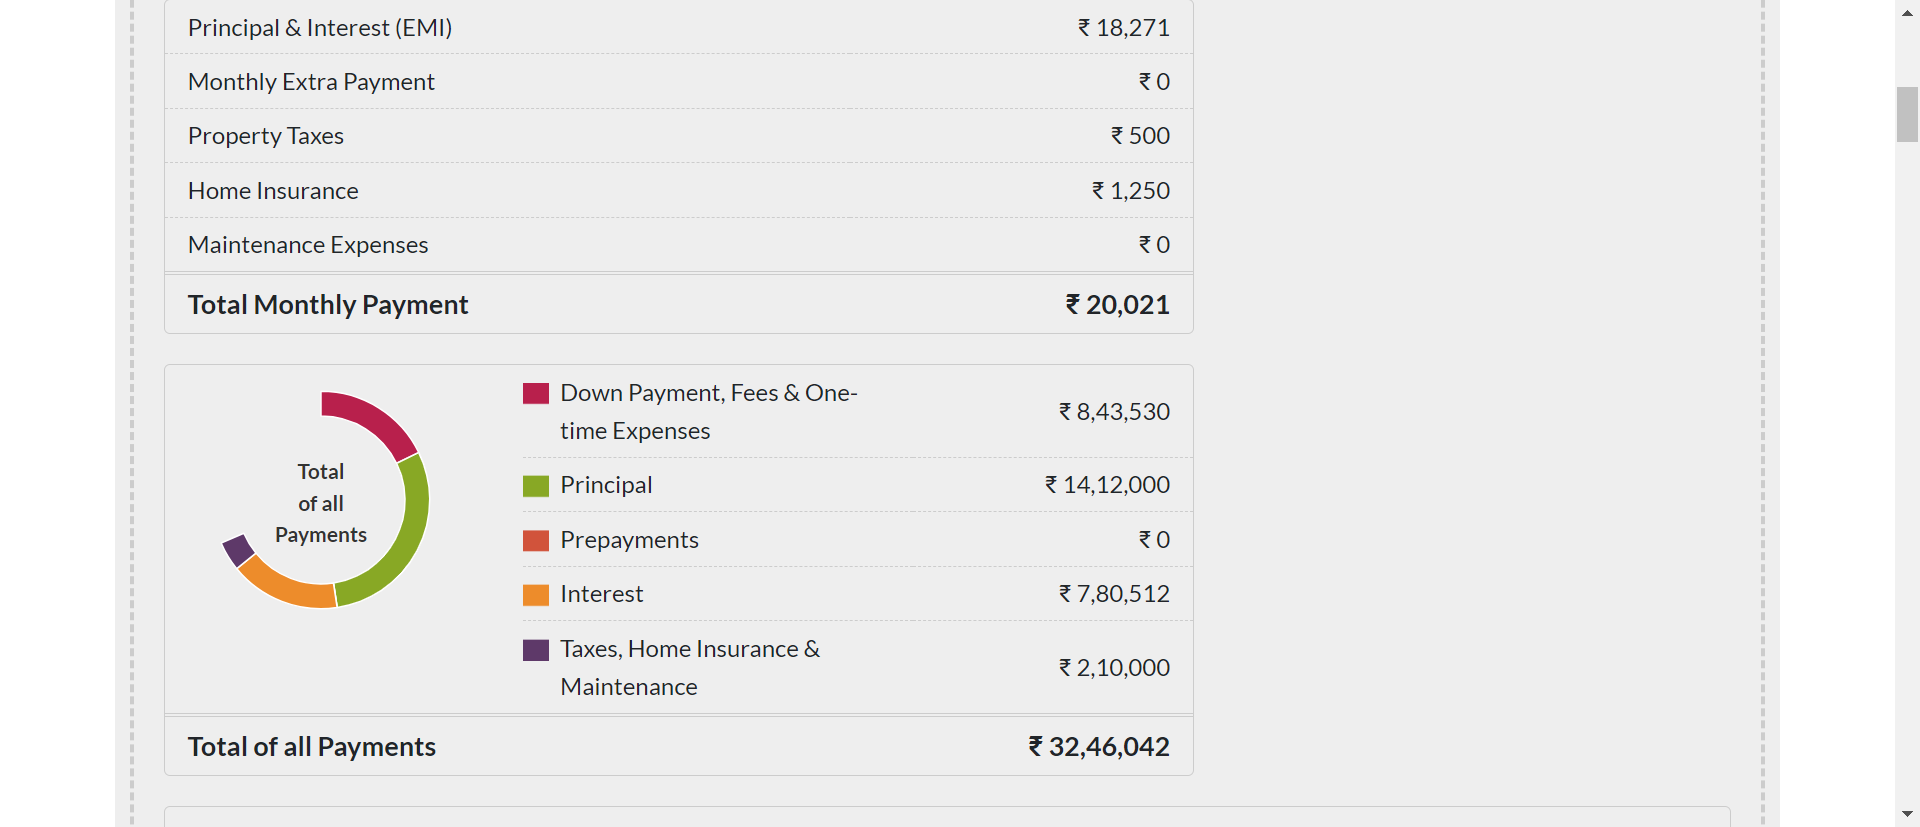 Principal & Interest (EMI) ₹ 18,271
Monthly Extra Payment ₹ 0
Property Taxes ₹ 500
Home Insurance ₹ 1,250
Maintenance Expenses ₹ 0
Total Monthly Payment ₹ 20,021
Total
of all
Payments
Down Payment, Fees & One-
time Expenses
₹ 8,43,530
Principal ₹ 14,12,000
Prepayments ₹ 0
Interest ₹ 7,80,512
Taxes, Home Insurance &
Maintenance
₹ 2,10,000
Total of all Payments ₹ 32,46,042